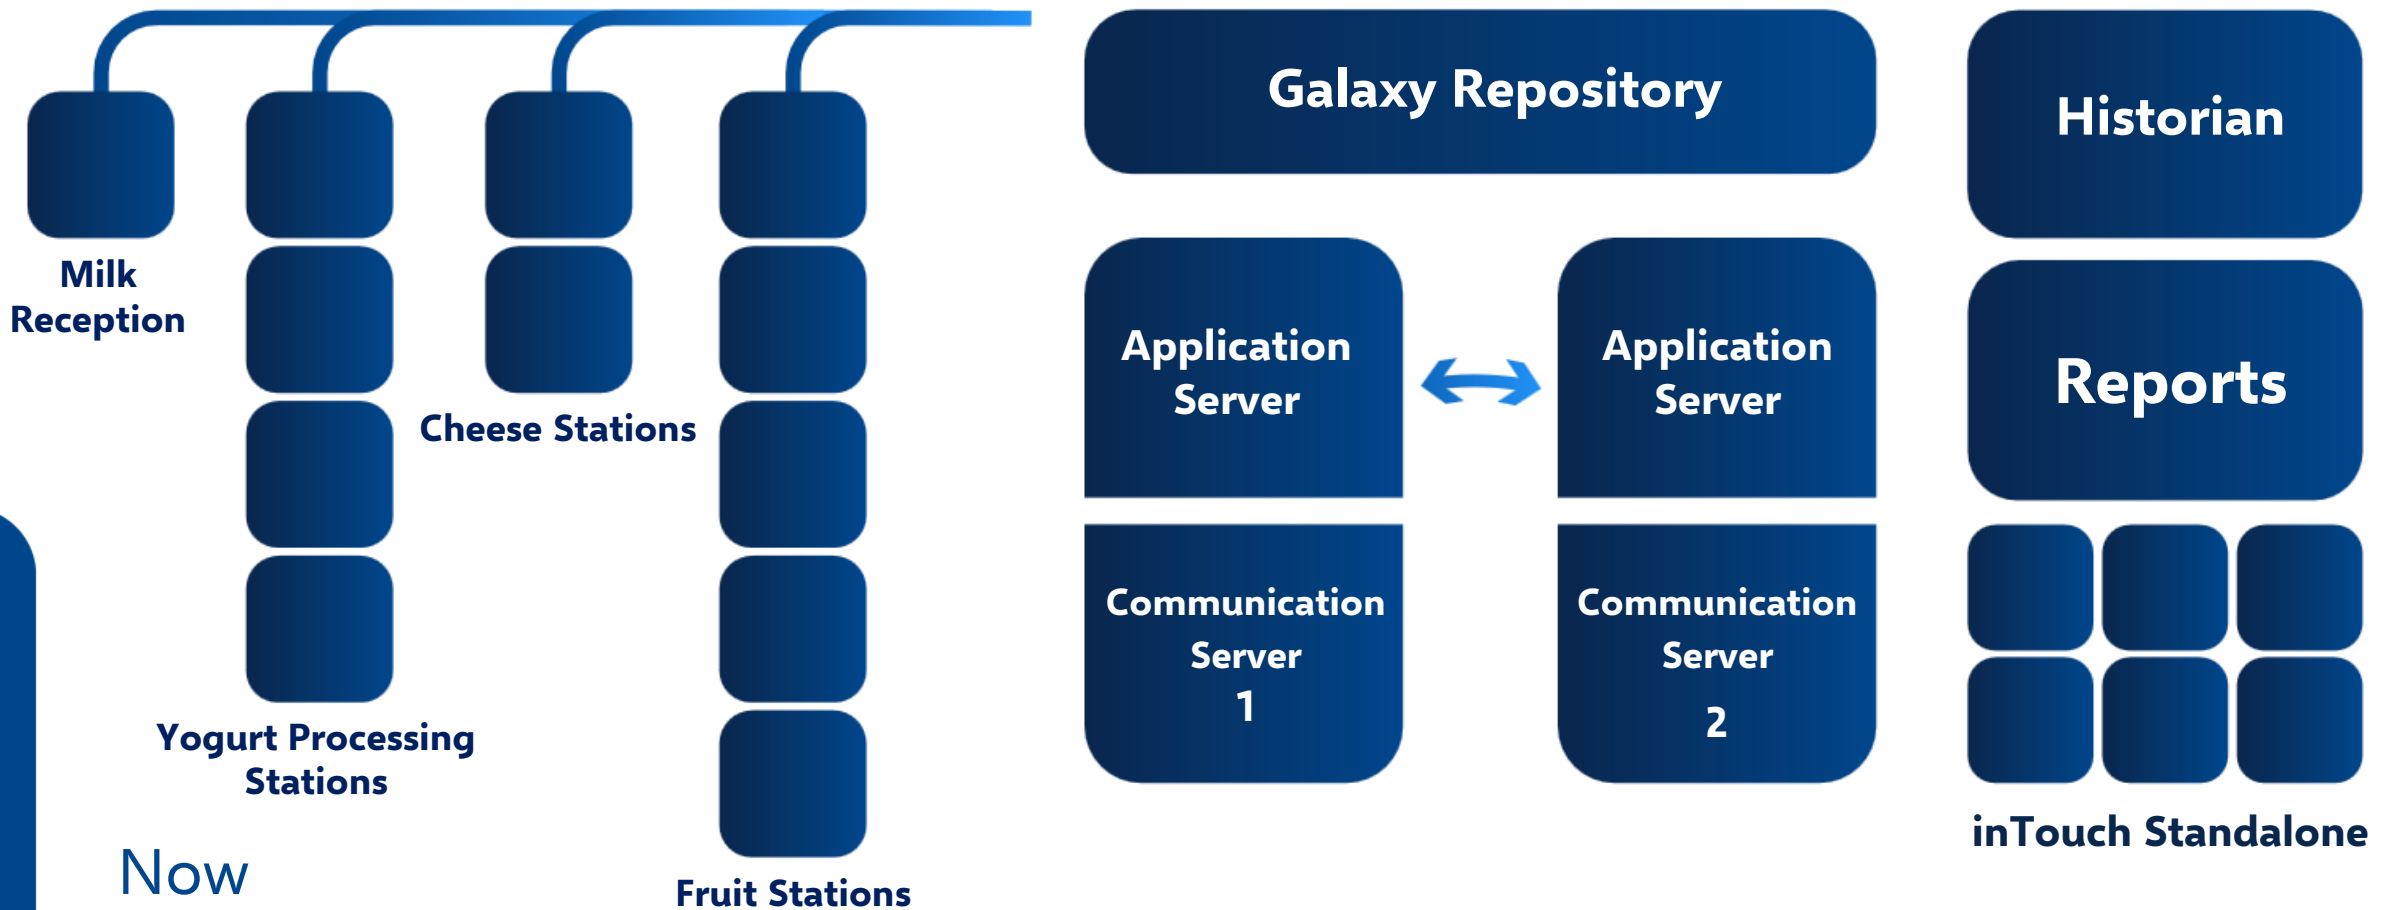 Milk
Reception
Yogurt Processing
Stations
Cheese Stations
Fruit Stations
Now
Galaxy Repository
Application
Server
Application
Server
Communication
Server
1
Communication
Server
2
Historian
Reports
inTouch Standalone